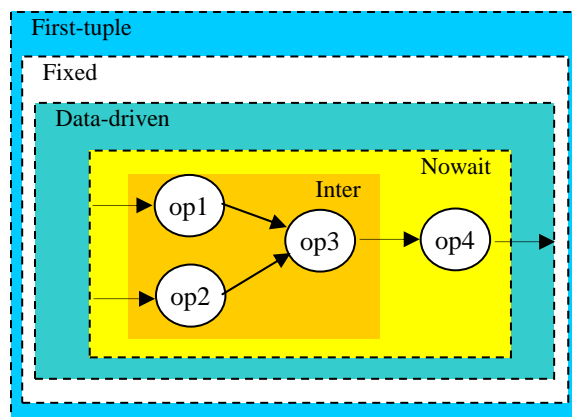 First-tuple
Fixed
Data-driven
Nowait
Inter
op1
op3
op4
op2